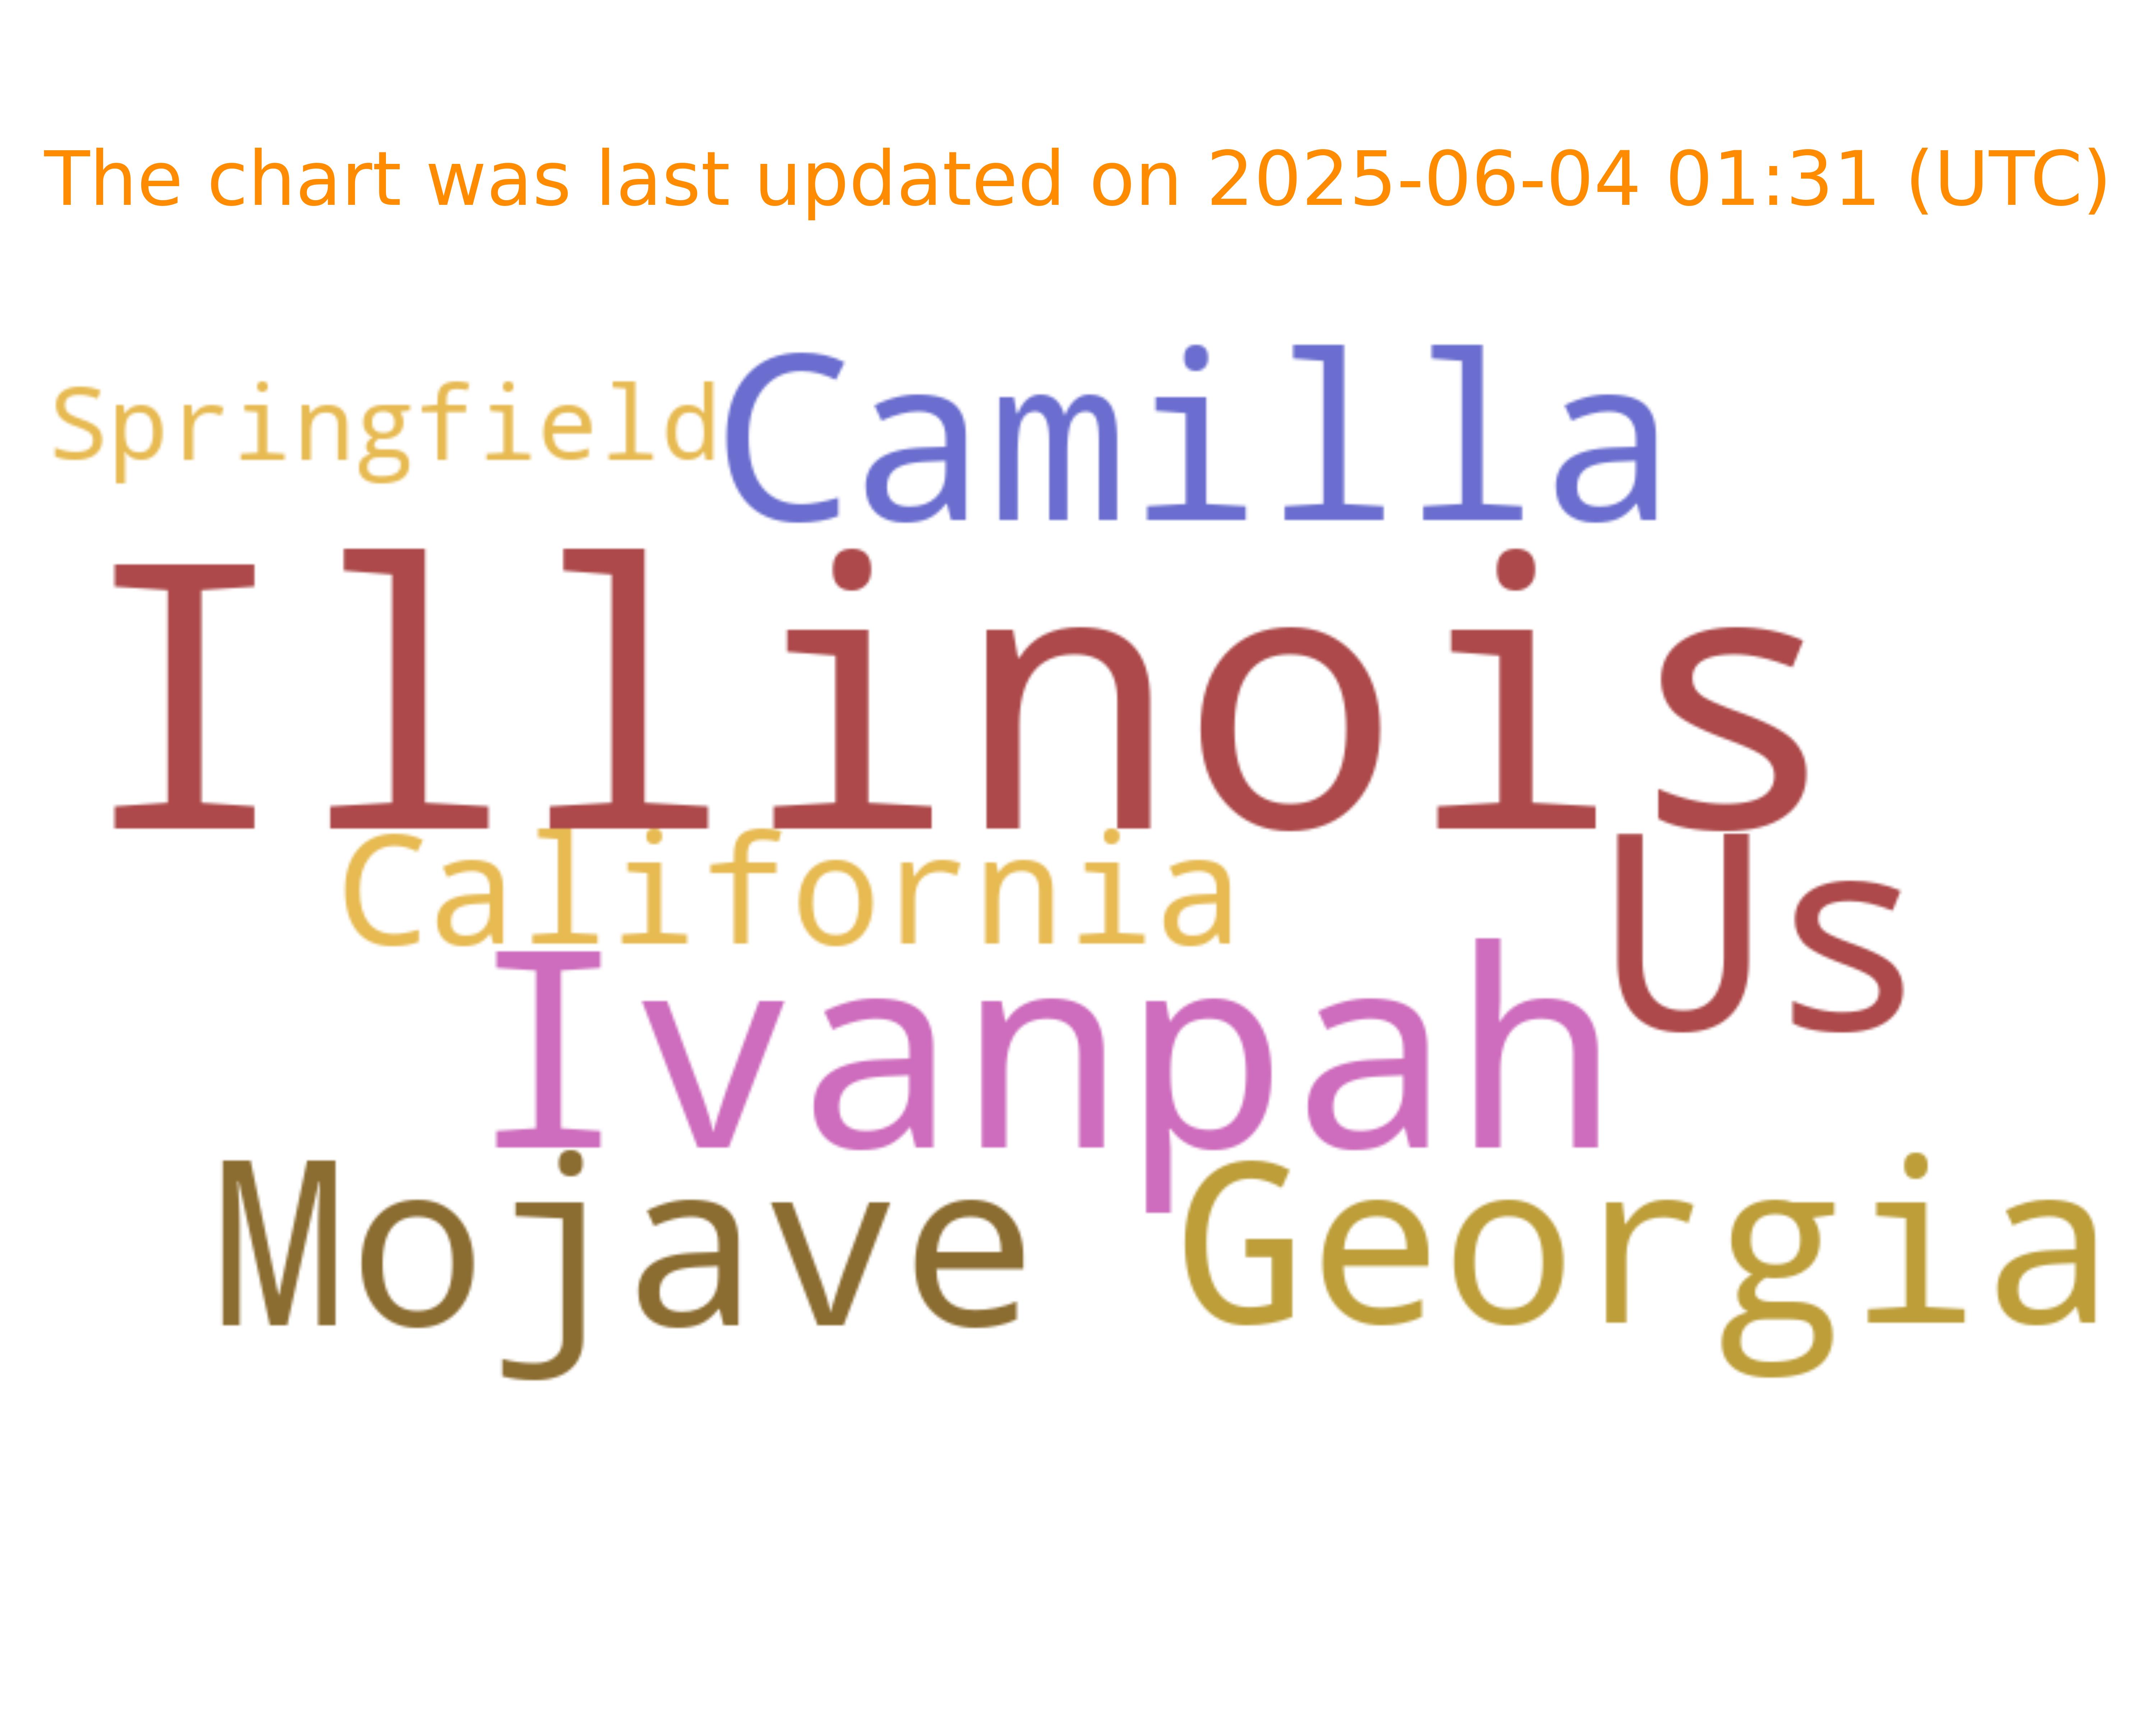 The chart was last updated on 2025-06-04 01:31 (UTC)
Springfield Camilla
Illinois
California Us
Ivanpah
Mojave Georgia